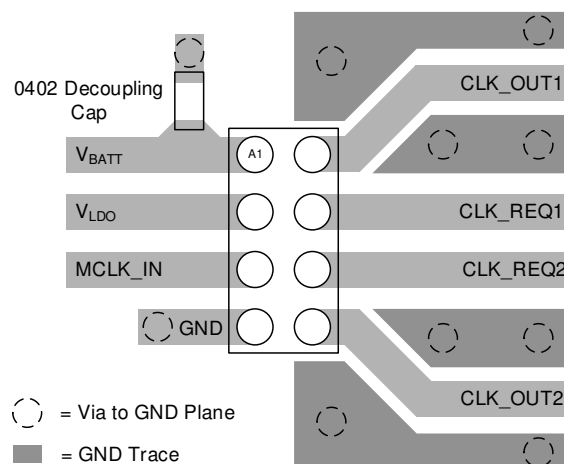 0402 Decoupling
Cap
CLK_OUT1
VBATT
A1
VLDO
CLK_REQ1
MCLK_IN
CLK_REQ2
GND
CLK_OUT2
= Via to GND Plane
= GND Trace